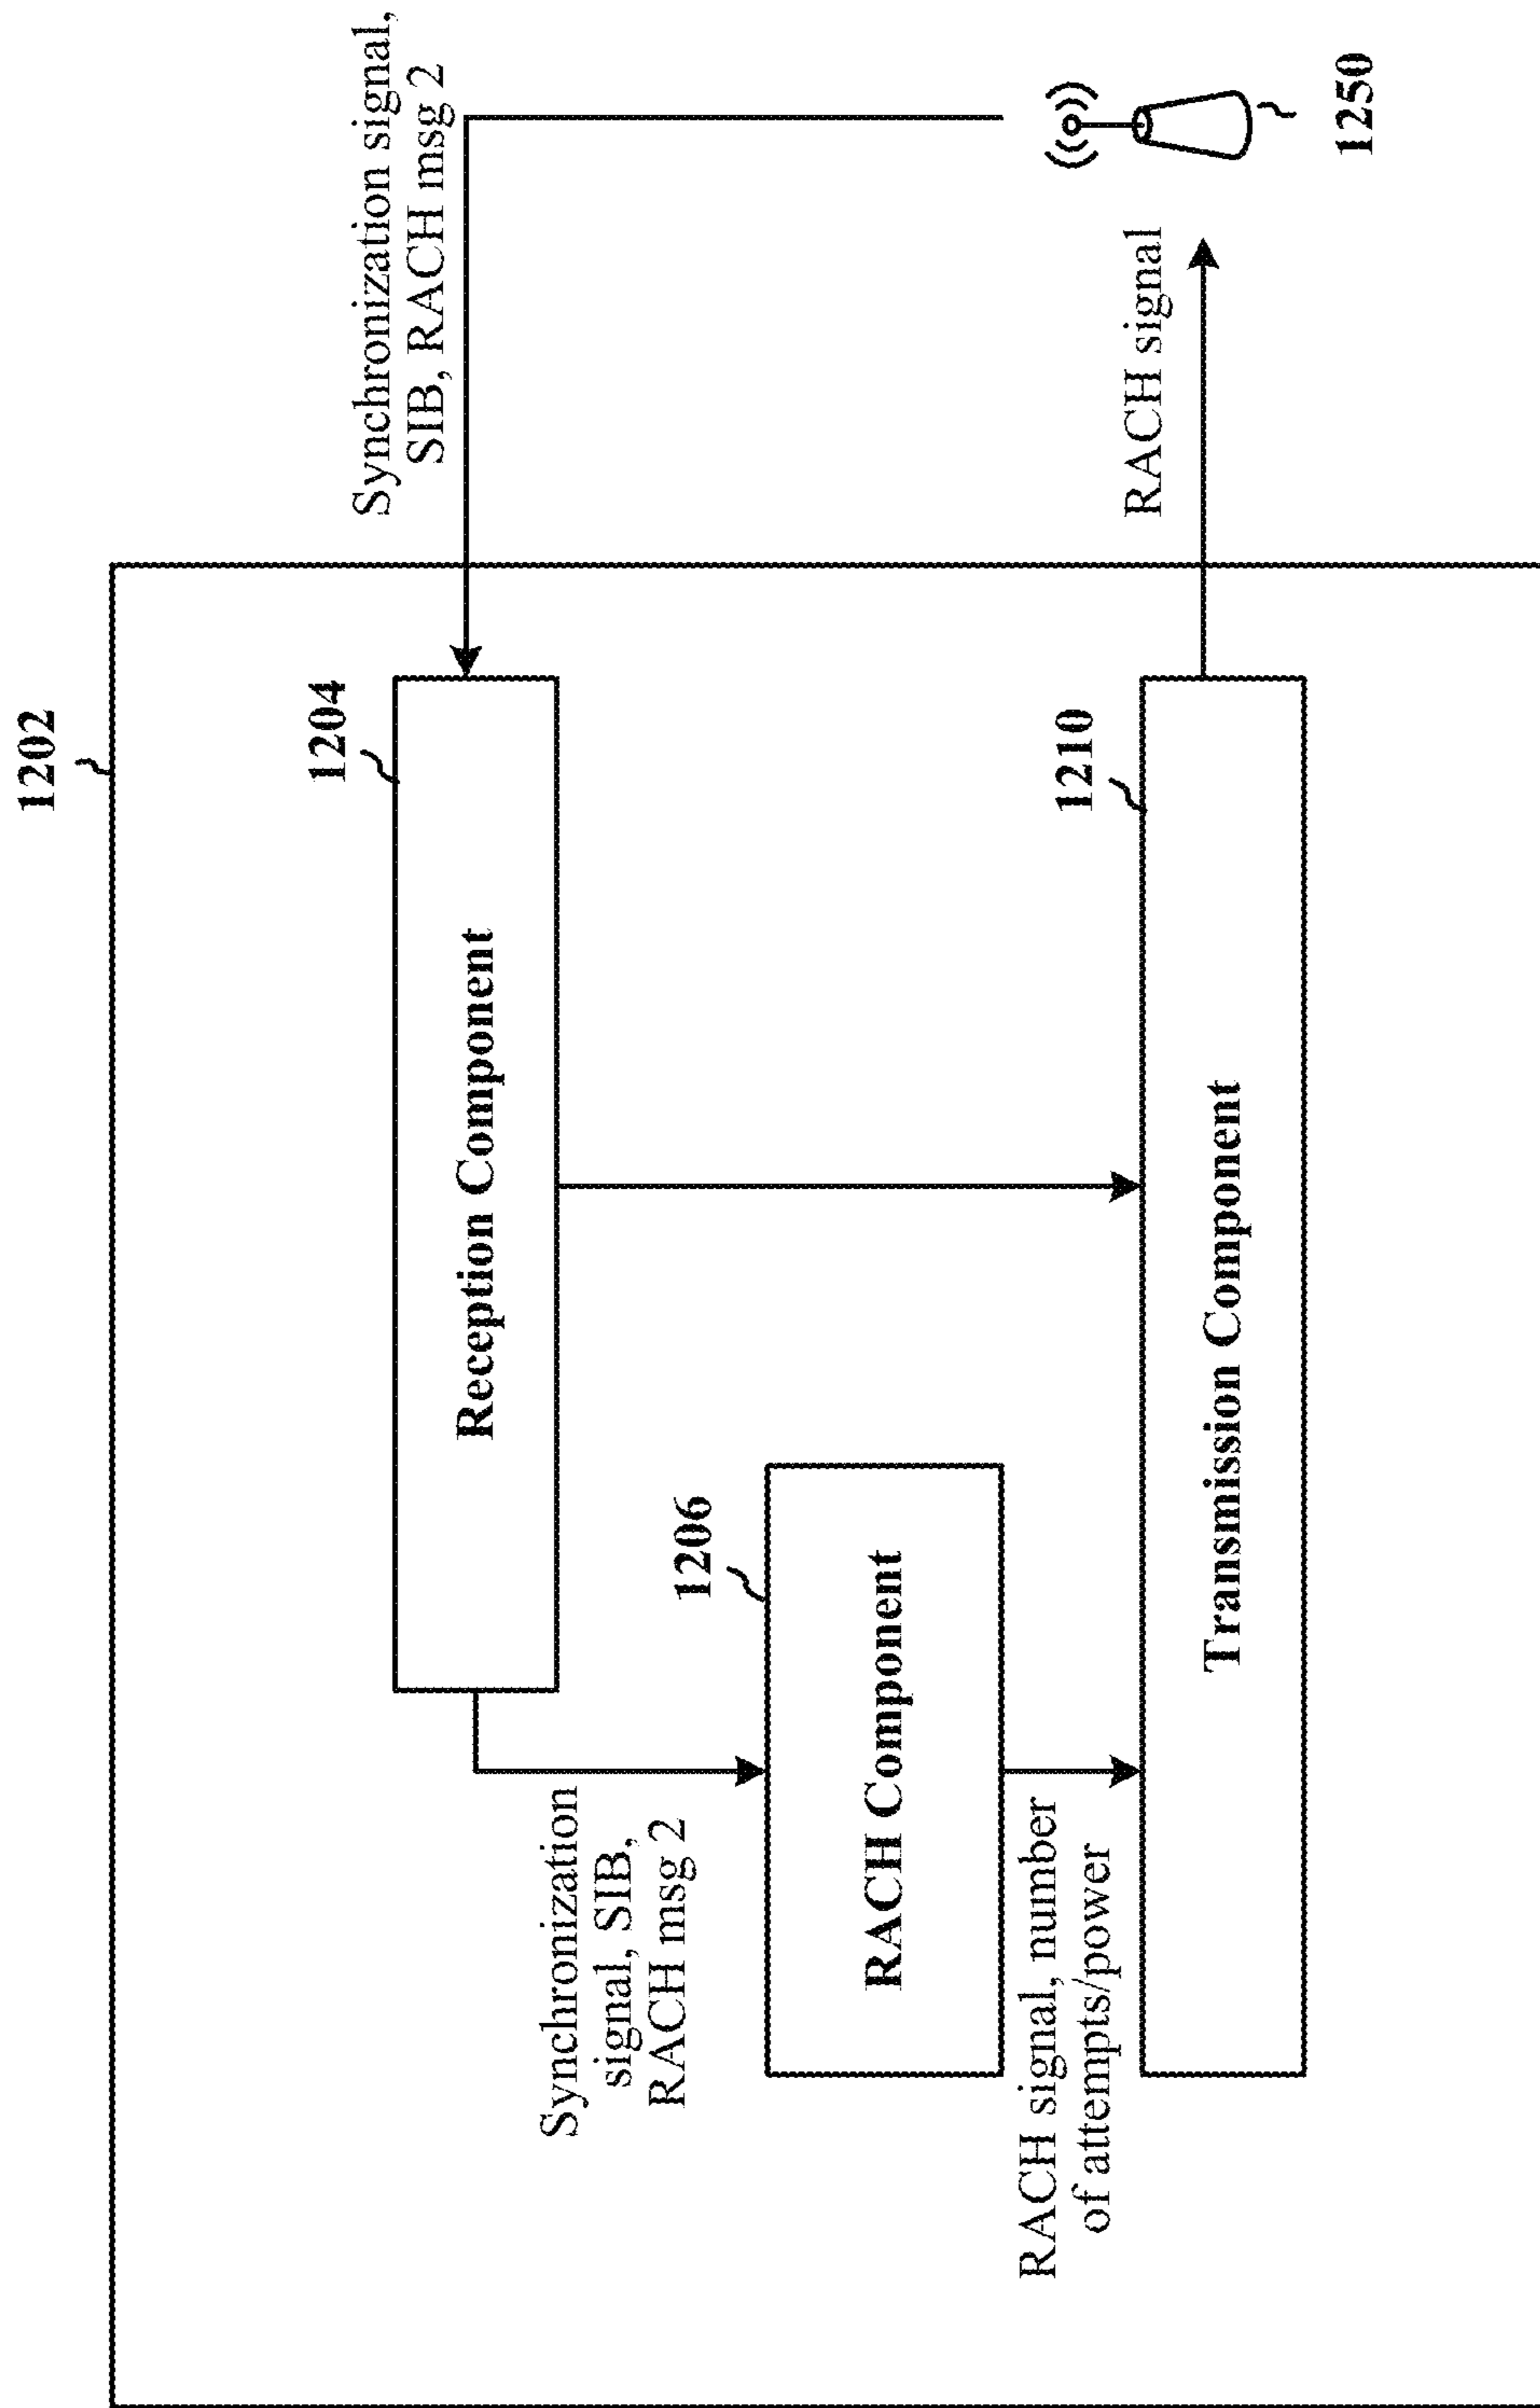 1202
1204
Reception Component
Synchronization signal,
SIB, RACH msg 2
Synchronization
signal, SIB,
RACH msg 2
1206
RACH Component
RACH signal, number
of attempts/power
1210
Transmission Component
RACH signal
1250